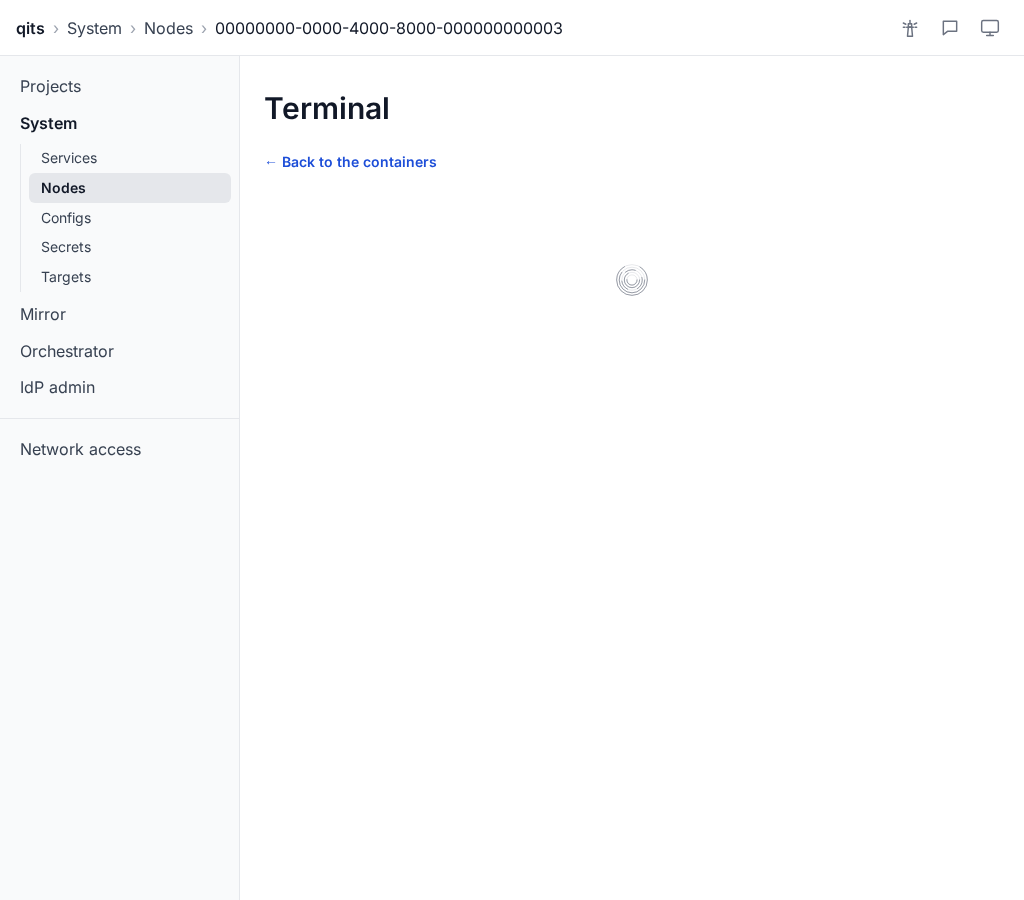 qits › System › Nodes › 00000000-0000-4000-8000-000000000003
Projects
System
Services
Nodes
Configs
Secrets
Targets
Mirror
Orchestrator
IdP admin
Network access
Terminal
← Back to the containers